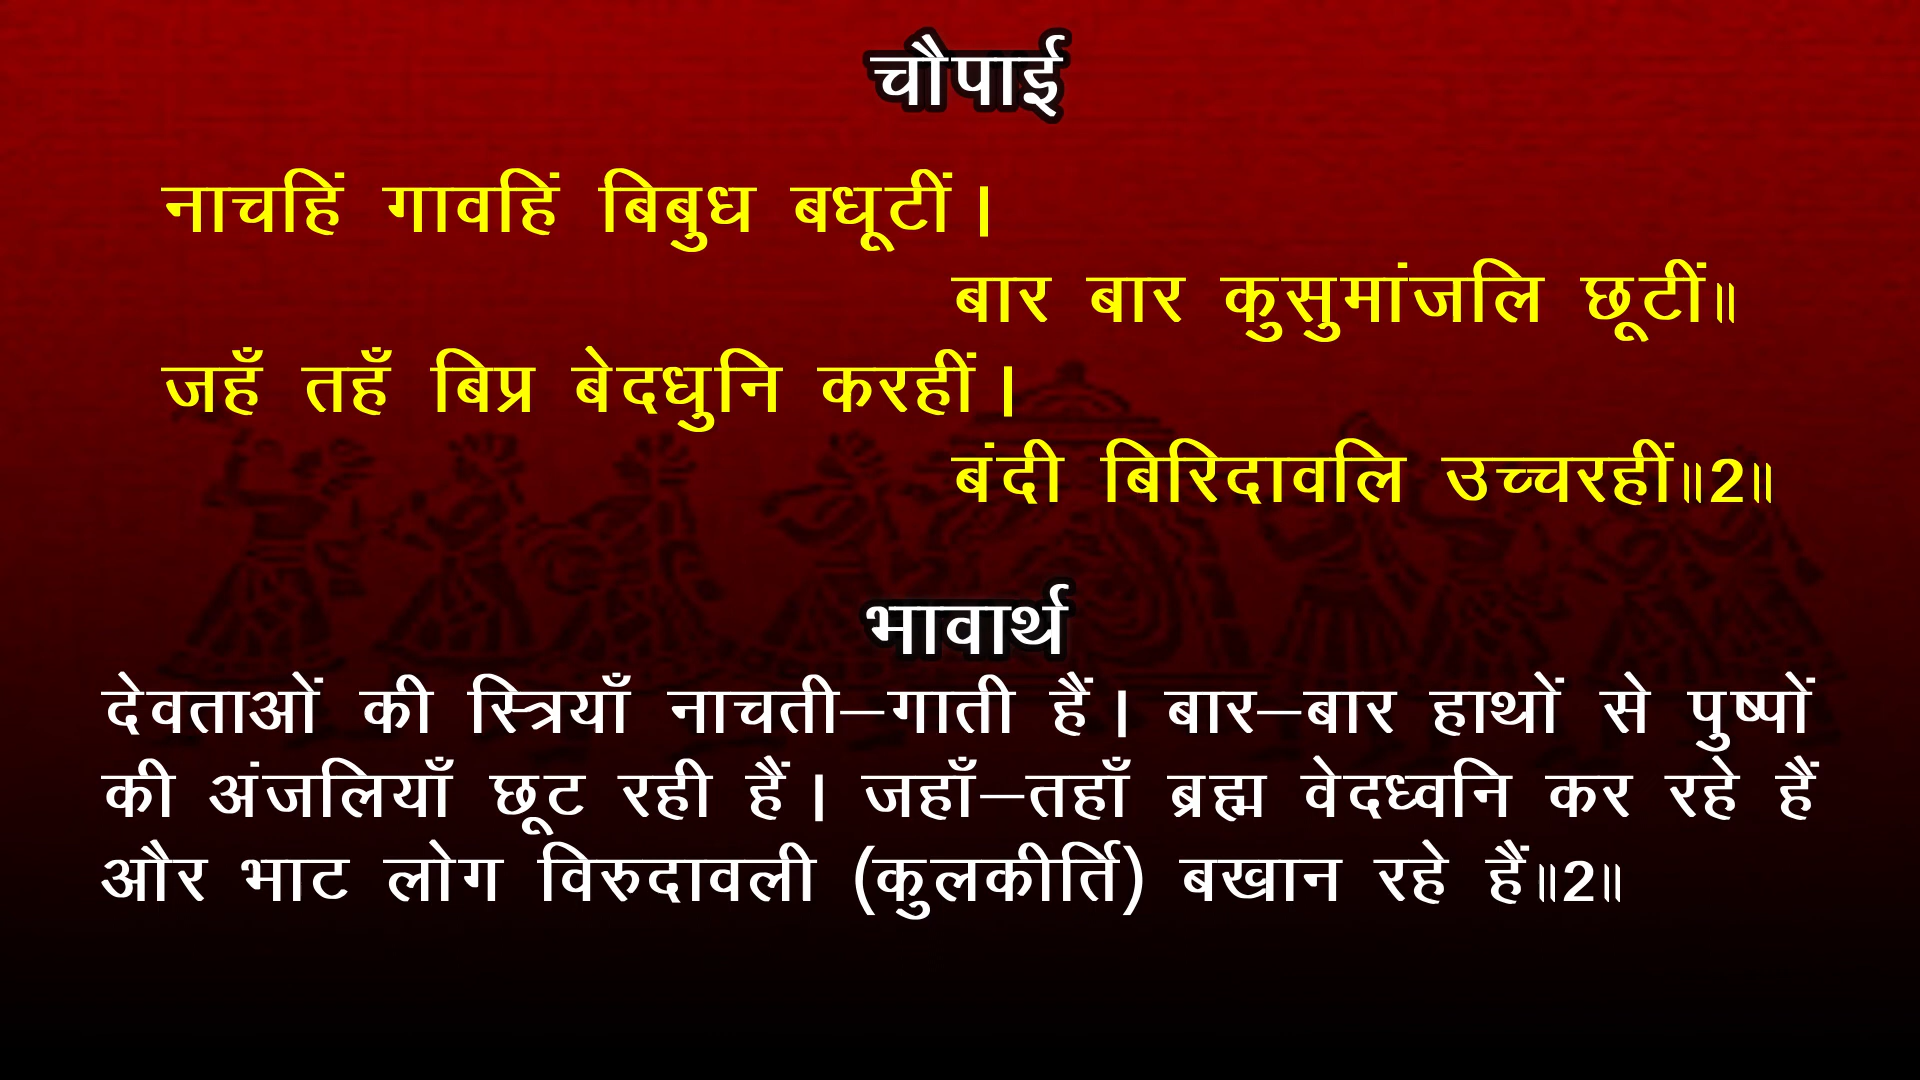 चौपाई
नाचहिं गावहिं बिबुध बधूटीं।
बार बार कुसुमांजलि छूटीं॥
जहँ तहँ बिप्र बेदधुनि करहीं।
बंदी बिरिदावलि उच्चरहीं॥2॥
भावार्थ
देवताओं की स्त्रियाँ नाचती–गाती हैं। बार–बार हाथों से पुष्पों
की अंजलियाँ छूट रही हैं। जहाँ–तहाँ ब्रह्म वेदध्वनि कर रहे हैं
और भाट लोग विरुदावली (कुलकीर्ति) बखान रहे हैं॥2॥